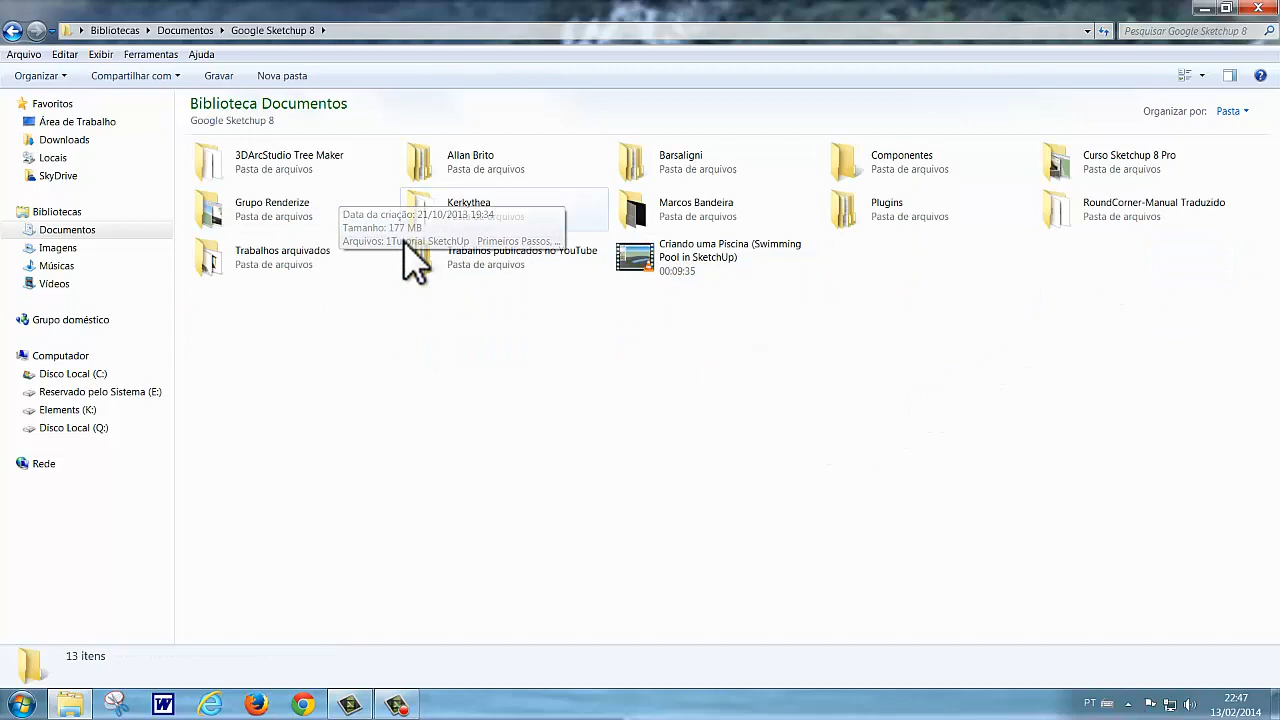 Bibliotecas Documentos Google Sketchup 8
Pesquisar Google Sketchup 8
Arquivo Editar Exibir Ferramentas Ajuda
Organizar Compartilhar com Gravar Nova pasta
Favoritos
Área de Trabalho
Downloads
Locais
SkyDrive
Bibliotecas
Documentos
Imagens
Músicas
Vídeos
Grupo doméstico
Computador
Disco Local (C:)
Reservado pelo Sistema (E:)
Elements (K:)
Disco Local (Q:)
Rede
Biblioteca Documentos
Google Sketchup 8
Organizar por: Pasta
3DArcStudio Tree Maker
Pasta de arquivos
Allan Brito
Pasta de arquivos
Barsaligni
Pasta de arquivos
Componentes
Pasta de arquivos
Curso Sketchup 8 Pro
Pasta de arquivos
Grupo Renderize
Pasta de arquivos
Kerkythea
arquivos
Marcos Bandeira
Pasta de arquivos
Plugins
Pasta de arquivos
RoundCorner-Manual Traduzido
Pasta de arquivos
Data da criação: 21/10/2013 19:34
Tamanho: 177 MB
Arquivos: 1Tutorial SketchUp Primeiros Passos, ...
Trabalhos arquivados
Pasta de arquivos
Trabalhos publicados no YouTube
Pasta de arquivos
Criando uma Piscina (Swimming
Pool in SketchUp)
00:09:35
13 itens
PT
22:47
13/02/2014